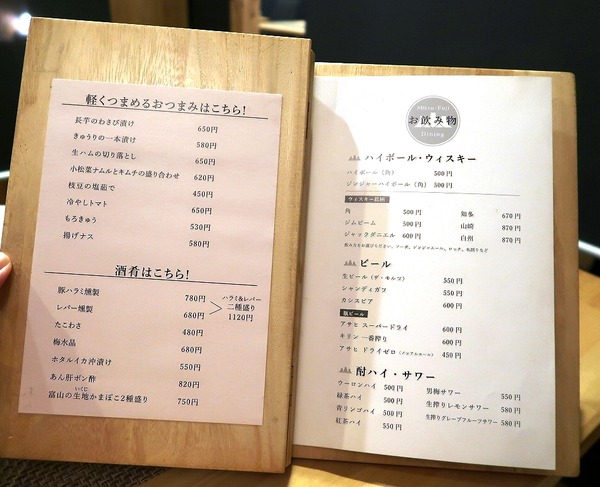 軽くつまめるおつまみはこちら!
長芋のわさび漬け 650円
きゅうりの一本漬け 580円
生ハムの切り落とし 650円
小松菜ナムルとキムチの盛り合わせ 620円
枝豆の塩茹で 450円
冷やしトマト 650円
もろきゅう 530円
揚げナス 580円
酒肴はこちら!
豚ハラミ燻製 780円
レバー燻製 680円
ハラミ&レバー
二種盛り
1120円
たこわさ 480円
梅水晶 680円
ホタルイカ沖漬け 550円
あん肝ポン酢 820円
いくじ
富山の生地かまぼこ2種盛り 750円
お飲み物
Dining
ハイボール・ウィスキー
ハイボール (角) 500円
ジンジャーハイボール (角) 500円
ウィスキー銘柄
角 500円 知多 670円
ジムビーム 500円 山崎 870円
ジャックダニエル 600円 白州 870円
ビール
生ビール (ザ・モルツ) 550円
シャンディガフ 550円
カシスビア 600円
瓶ビール
アサヒ スーパードライ 600円
キリン 一番搾り 600円
アサヒ ドライゼロ (ノンアルコール) 450円
酎ハイ・サワー
ウーロンハイ 500円 男梅サワー 550円
緑茶ハイ 500円 生搾りレモンサワー 580円
青リンゴハイ 500円 生搾りグレープフルーツサワー 580円
紅茶ハイ 550円